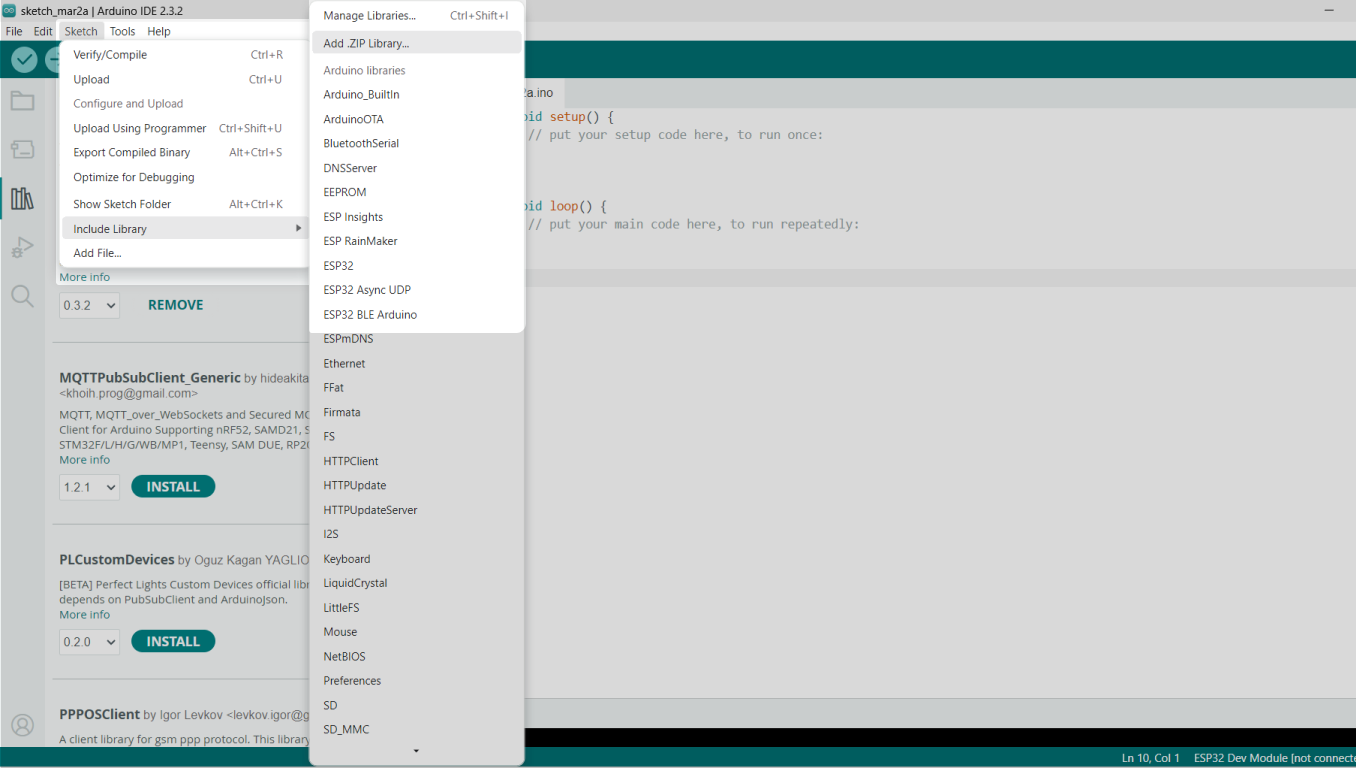 sketch_mar2a | Arduino IDE 2.3.2
File Edit Sketch Tools Help
Verify/Compile Ctrl+R
Upload Ctrl+U
Configure and Upload
Upload Using Programmer Ctrl+Shift+U
Export Compiled Binary Alt+Ctrl+S
Optimize for Debugging
Show Sketch Folder Alt+Ctrl+K
Include Library
Add File...
Manage Libraries... Ctrl+Shift+I
Add .ZIP Library...
Arduino libraries
Arduino_BuiltIn
ArduinoOTA
BluetoothSerial
DNSServer
EEPROM
ESP Insights
ESP RainMaker
ESP32
ESP32 Async UDP
ESP32 BLE Arduino
ESPmDNS
Ethernet
FFat
Firmata
FS
HTTPClient
HTTPUpdate
HTTPUpdateServer
I2S
Keyboard
LiquidCrystal
LittleFS
Mouse
NetBIOS
Preferences
SD
SD_MMC
2a.ino
oid setup() {
// put your setup code here, to run once:
oid loop() {
// put your main code here, to run repeatedly:
More info
0.3.2 REMOVE
MQTTPubSubClient_Generic by hideakita
<khoih.prog@gmail.com>
MQTT, MQTT_over_WebSockets and Secured MQ
Client for Arduino Supporting nRF52, SAMD21, S
STM32F/L/H/G/WB/MP1, Teensy, SAM DUE, RP20
More info
1.2.1 INSTALL
PLCustomDevices by Oguz Kagan YAGLIO
[BETA] Perfect Lights Custom Devices official libr
depends on PubSubClient and ArduinoJson.
More info
0.2.0 INSTALL
PPPOSClient by Igor Levkov <levkov.igor@g
A client library for gsm ppp protocol. This library
Ln 10, Col 1 ESP32 Dev Module [not connecte